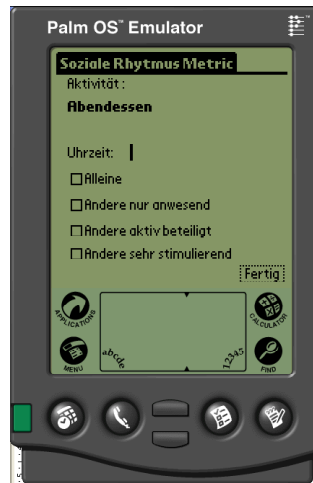 Palm OS™ Emulator
Soziale Rhytmus Metric
Aktivität:
Abendessen
Uhrzeit:
Alleine
Andere nur anwesend
Andere aktiv beteiligt
Andere sehr stimulierend
Fertig
APPLICATIONS
CALCULATOR
MENU
abcde
12345
FIND